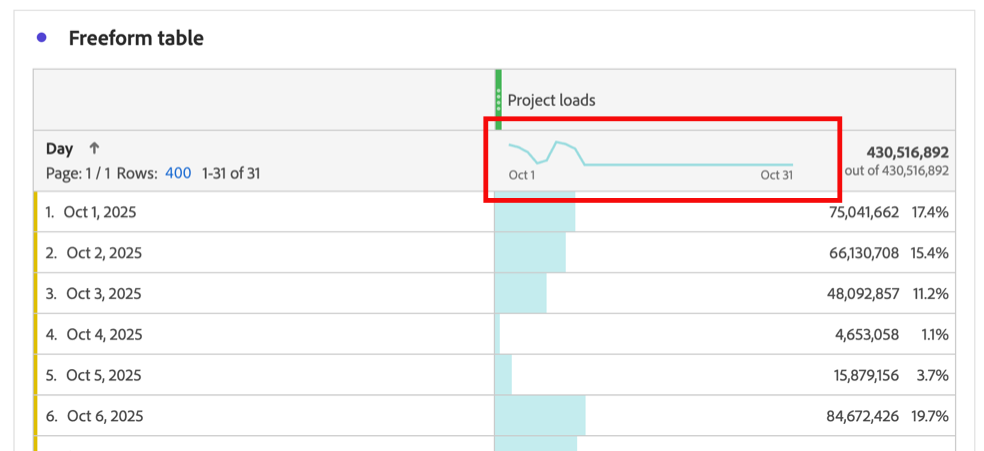 Freeform table
Project loads
Day ↑
Page: 1 / 1 Rows: 400 1-31 of 31
Oct 1 Oct 31
430,516,892
out of 430,516,892
1. Oct 1, 2025 75,041,662 17.4%
2. Oct 2, 2025 66,130,708 15.4%
3. Oct 3, 2025 48,092,857 11.2%
4. Oct 4, 2025 4,653,058 1.1%
5. Oct 5, 2025 15,879,156 3.7%
6. Oct 6, 2025 84,672,426 19.7%